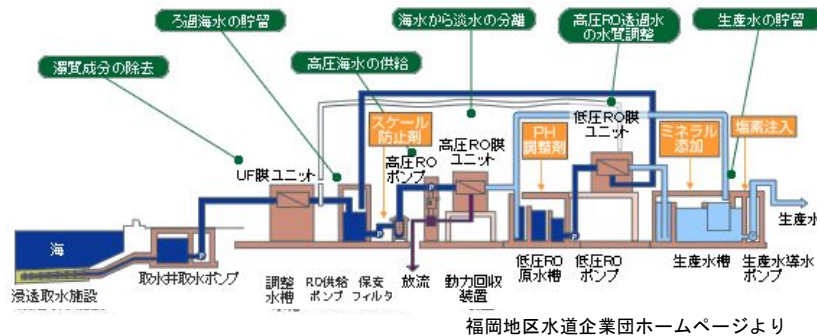 ろ過海水の貯留
海水から淡水の分離
高圧RO透過水
の水質調整
生産水の貯留
濁質成分の除去
高圧海水の供給
スケール
防止剤
高圧RO
ポンプ
高圧RO膜
ユニット
PH
調整剤
低圧RO膜
ユニット
ミネラル
添加
塩素注入
UF膜ユニット
海
生産水
浸透取水施設
取水井取水ポンプ
調整
水槽
RO供給
ポンプ
保安
フィルタ
放流
動力回収
装置
低圧RO
原水槽
低圧RO
ポンプ
生産水槽
生産水導水
ポンプ
P
P
P
P
P
福岡地区水道企業団ホームページより